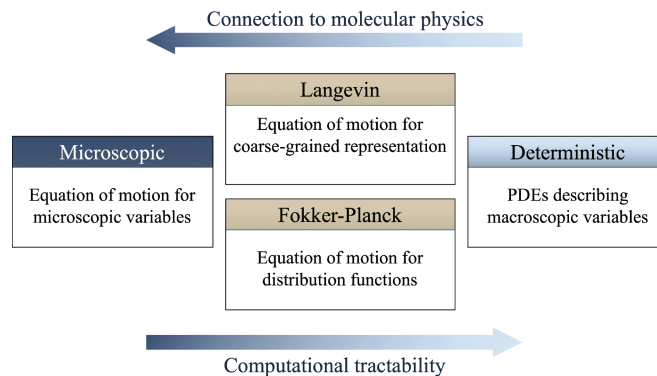 Connection to molecular physics
Langevin
Equation of motion for
coarse-grained representation
Microscopic
Equation of motion for
microscopic variables
Deterministic
PDEs describing
macroscopic variables
Fokker-Planck
Equation of motion for
distribution functions
Computational tractability